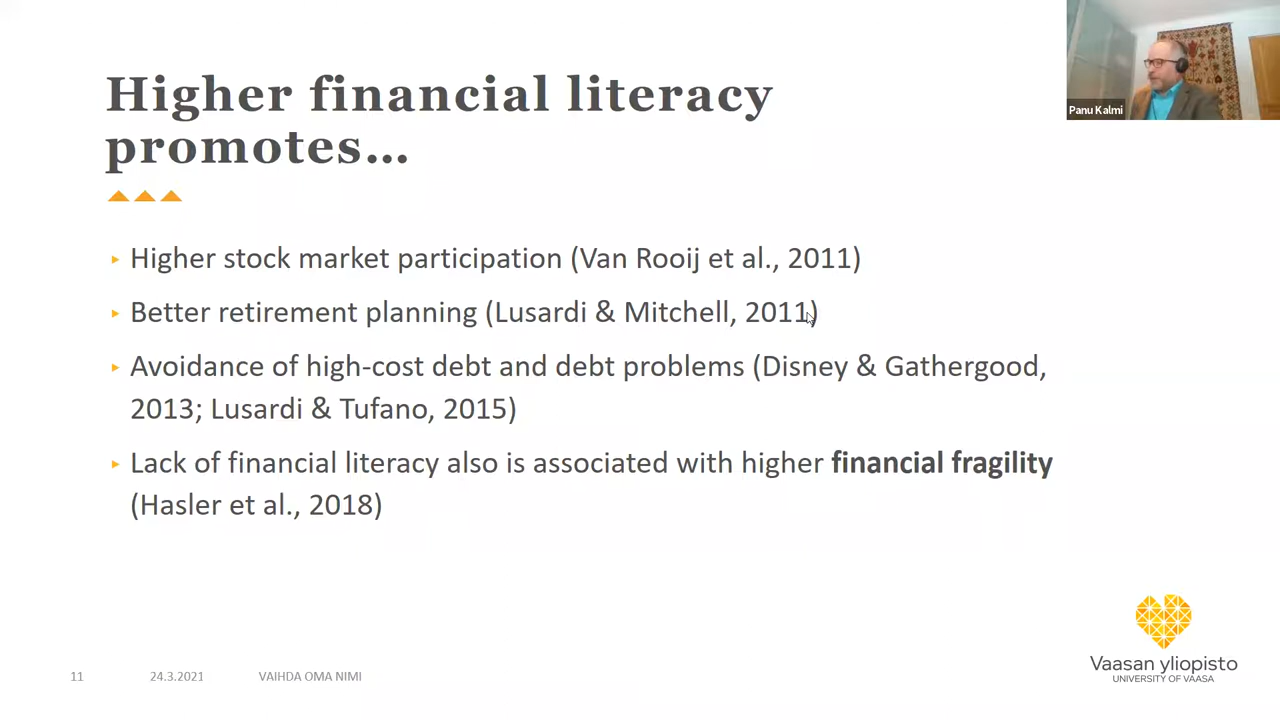 Higher financial literacy
promotes...
Panu Kalmi
▸ Higher stock market participation (Van Rooij et al., 2011)
▸ Better retirement planning (Lusardi & Mitchell, 2011)
▸ Avoidance of high-cost debt and debt problems (Disney & Gathergood,
2013; Lusardi & Tufano, 2015)
▸ Lack of financial literacy also is associated with higher financial fragility
(Hasler et al., 2018)
11 24.3.2021 VAIHDA OMA NIMI
Vaasan yliopisto
UNIVERSITY OF VAASA